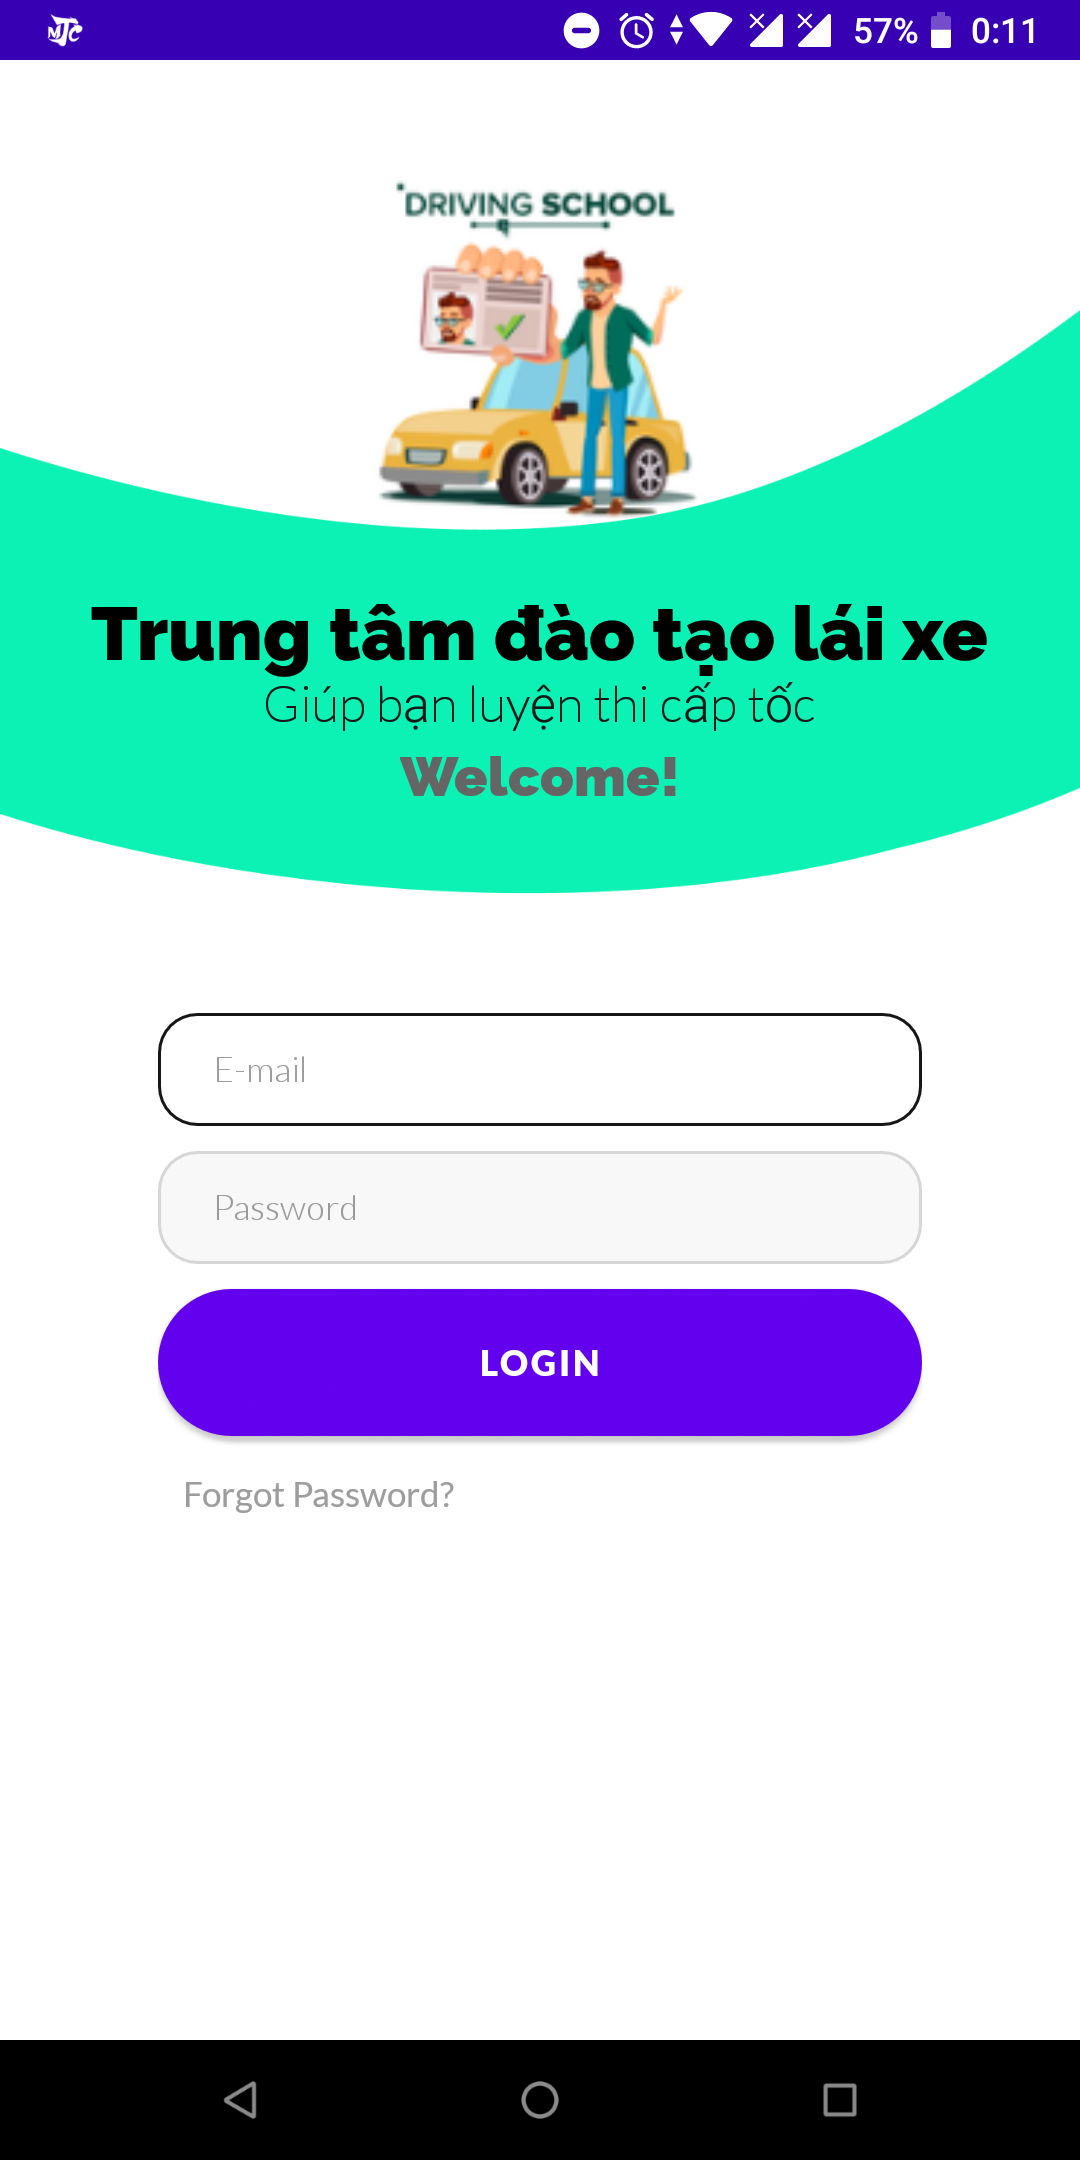 MTC
57% 0:11
DRIVING SCHOOL
Trung tâm đào tạo lái xe
Giúp bạn luyện thi cấp tốc
Welcome!
E-mail
Password
LOGIN
Forgot Password?